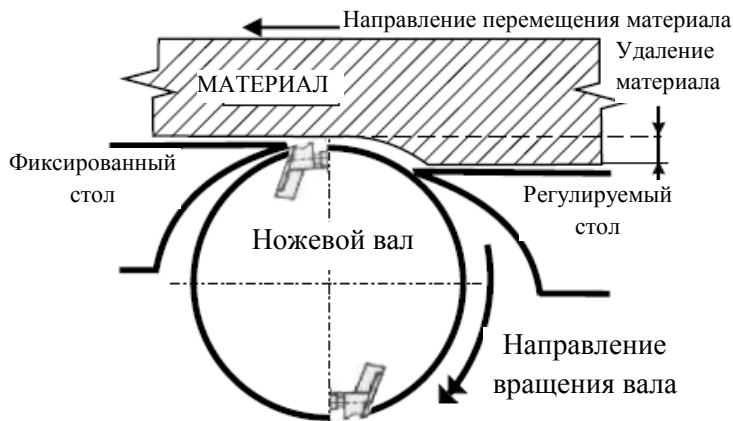 Направление перемещения материала
Удаление
материала
МАТЕРИАЛ
Фиксированный
стол
Регулируемый
стол
Ножевой вал
Направление
вращения вала